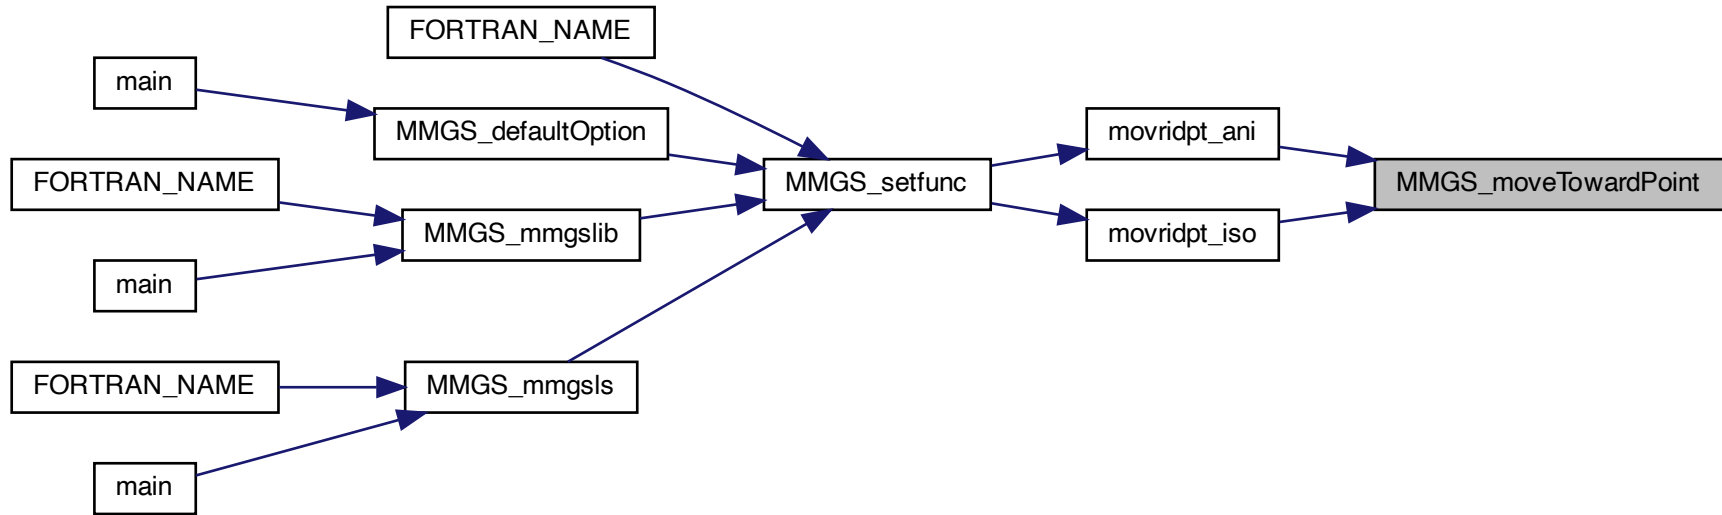 FORTRAN_NAME
main
MMGS_defaultOption
movridpt_ani
FORTRAN_NAME
MMGS_setfunc
MMGS_moveTowardPoint
MMGS_mmgslib
movridpt_iso
main
FORTRAN_NAME
MMGS_mmgsls
main